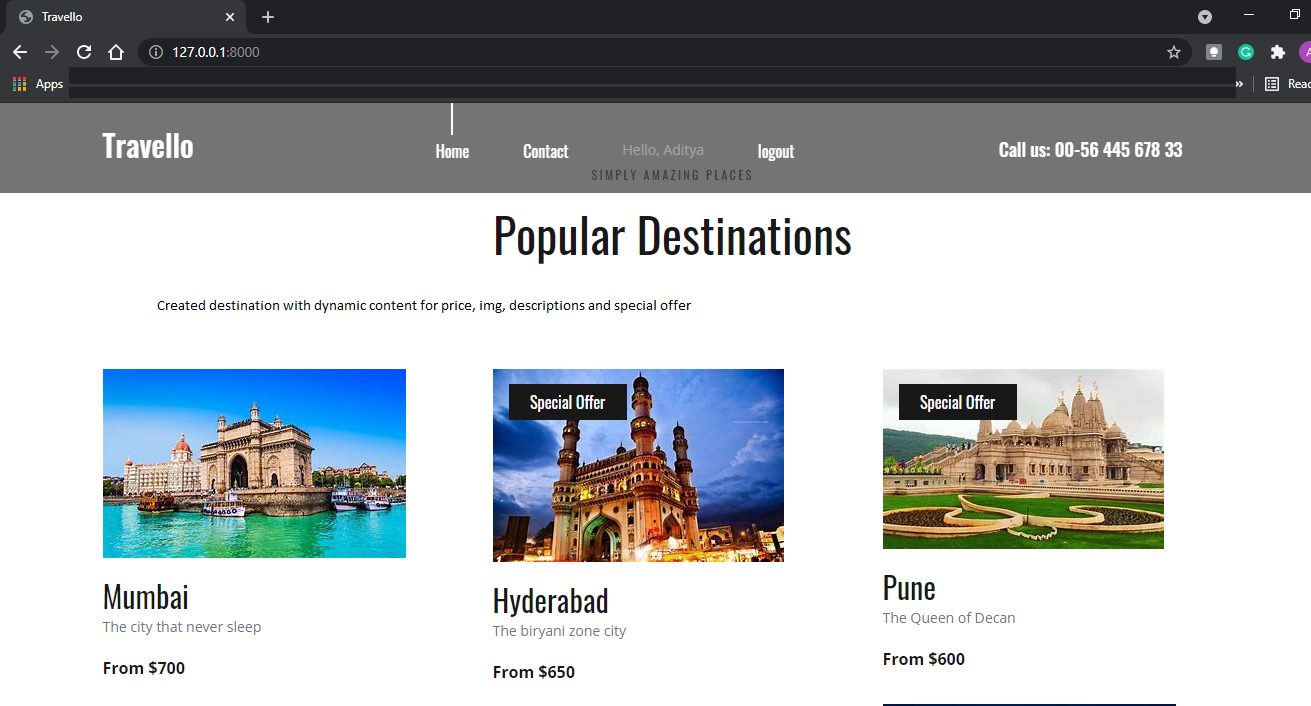 Travello
127.0.0.1:8000
Apps
»
Travello
Home
Contact
Hello, Aditya
logout
Call us: 00-56 445 678 33
SIMPLY AMAZING PLACES
Popular Destinations
Created destination with dynamic content for price, img, descriptions and special offer
Special Offer
Special Offer
Mumbai
The city that never sleep
From $700
Hyderabad
The biryani zone city
From $650
Pune
The Queen of Decan
From $600